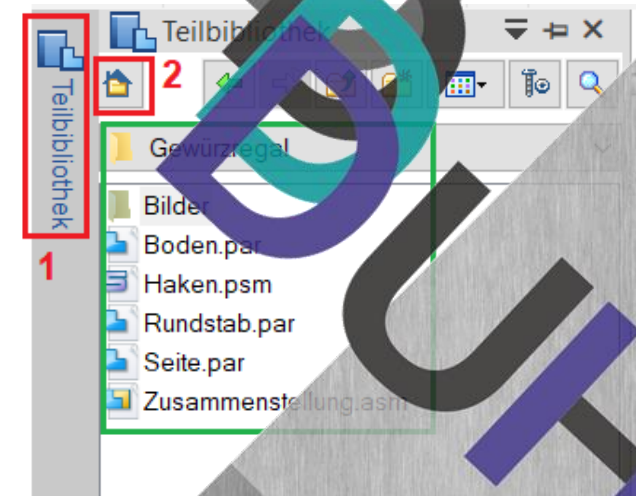 Teilbibliothek
1
Teilbibliothek
2
Gewürzregal
Bilder
Boden.par
Haken.psm
Rundstab.par
Seite.par
Zusammenstellung.asm